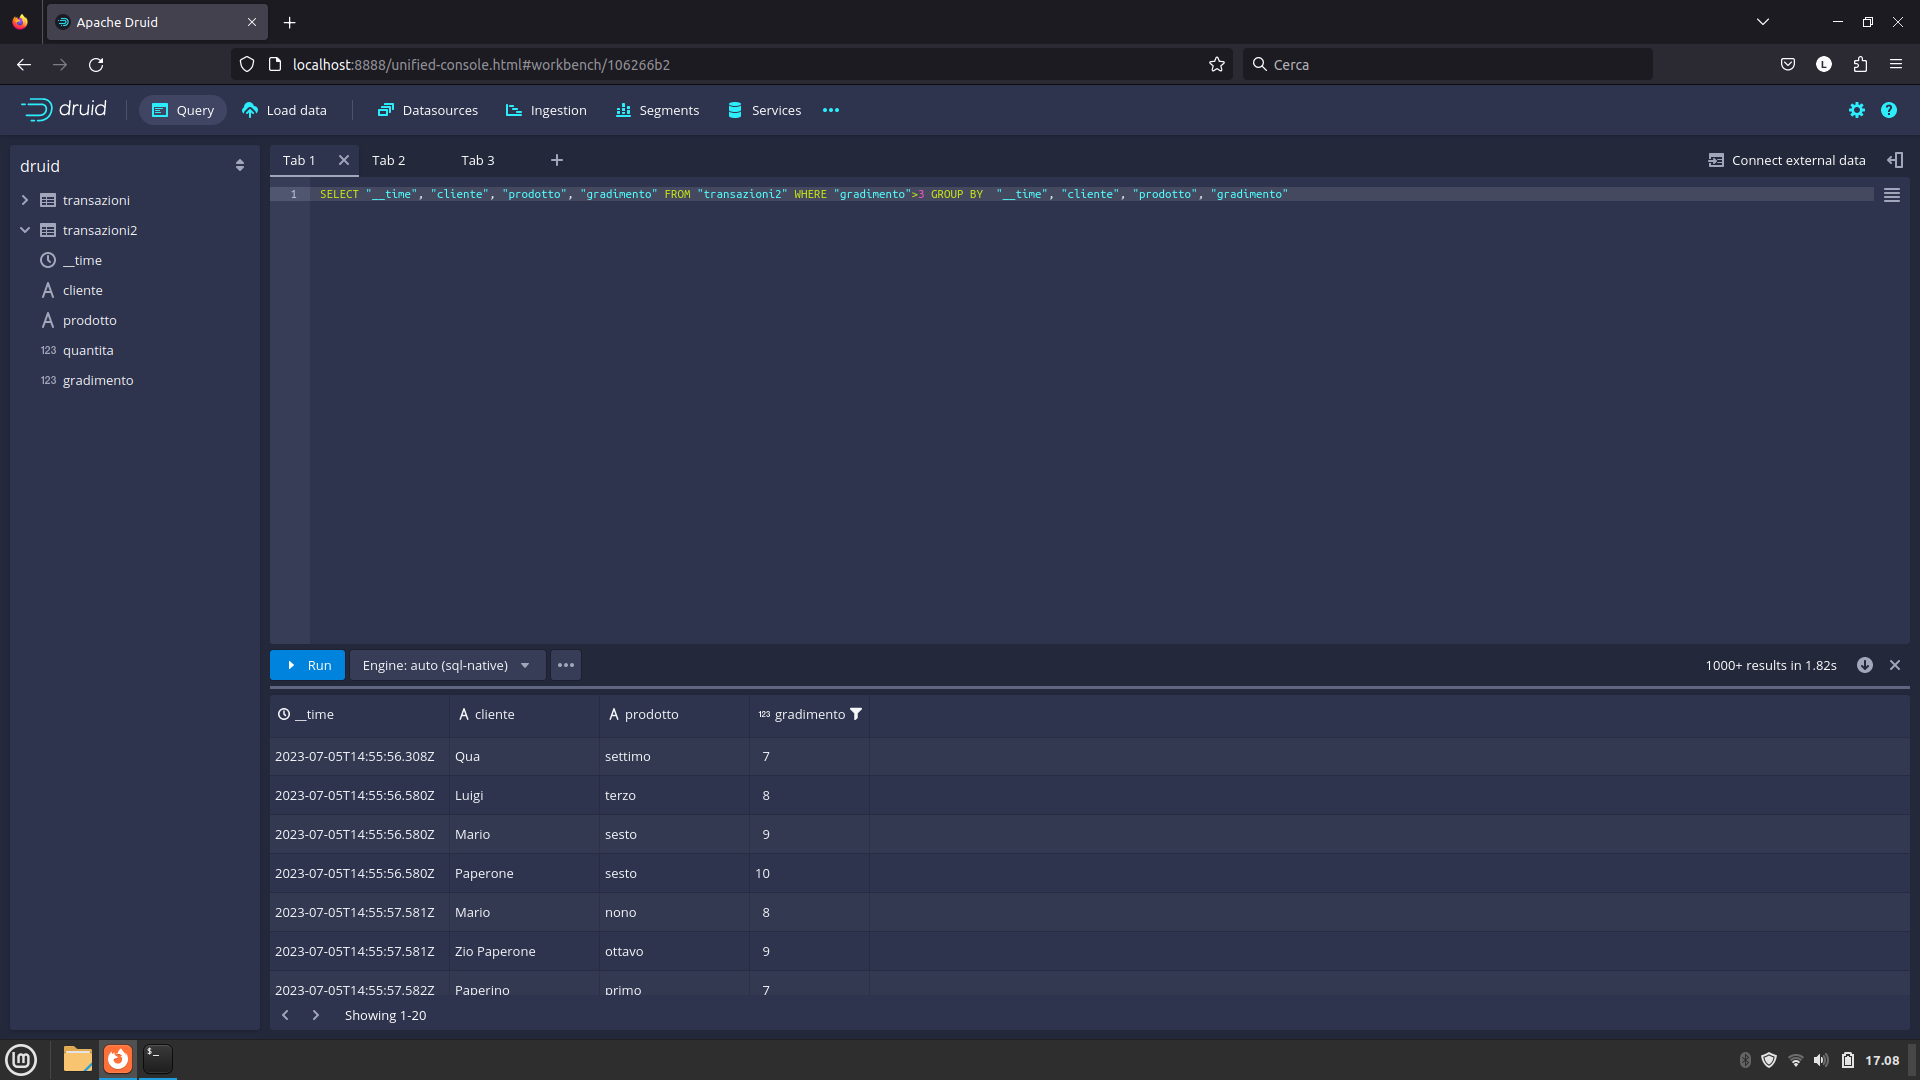 Apache Druid
localhost:8888/unified-console.html#workbench/106266b2
Cerca
L
druid
Query
Load data
Datasources
Ingestion
Segments
Services
druid
transazioni
transazioni2
__time
cliente
prodotto
123 quantita
123 gradimento
Tab 1
Tab 2
Tab 3
Connect external data
1 SELECT "__time", "cliente", "prodotto", "gradimento" FROM "transazioni2" WHERE "gradimento">3 GROUP BY  "__time", "cliente", "prodotto", "gradimento"
Run
Engine: auto (sql-native)
1000+ results in 1.82s
__time A cliente A prodotto 123 gradimento
2023-07-05T14:55:56.308Z Qua settimo 7
2023-07-05T14:55:56.580Z Luigi terzo 8
2023-07-05T14:55:56.580Z Mario sesto 9
2023-07-05T14:55:56.580Z Paperone sesto 10
2023-07-05T14:55:57.581Z Mario nono 8
2023-07-05T14:55:57.581Z Zio Paperone ottavo 9
2023-07-05T14:55:57.582Z Paperino primo 7
Showing 1-20
17.08